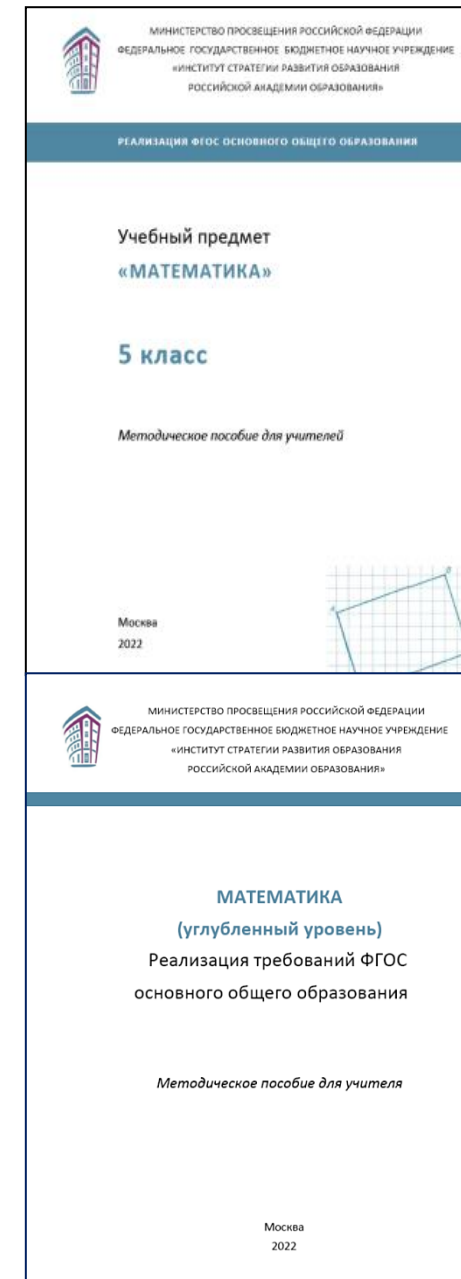 МИНИСТЕРСТВО ПРОСВЕЩЕНИЯ РОССИЙСКОЙ ФЕДЕРАЦИИ
ФЕДЕРАЛЬНОЕ ГОСУДАРСТВЕННОЕ БЮДЖЕТНОЕ НАУЧНОЕ УЧРЕЖДЕНИЕ
«ИНСТИТУТ СТРАТЕГИИ РАЗВИТИЯ ОБРАЗОВАНИЯ
РОССИЙСКОЙ АКАДЕМИИ ОБРАЗОВАНИЯ»
РЕАЛИЗАЦИЯ ФГОС ОСНОВНОГО ОБЩЕГО ОБРАЗОВАНИЯ
Учебный предмет
«МАТЕМАТИКА»
5 класс
Методическое пособие для учителей
Москва
2022
МИНИСТЕРСТВО ПРОСВЕЩЕНИЯ РОССИЙСКОЙ ФЕДЕРАЦИИ
ФЕДЕРАЛЬНОЕ ГОСУДАРСТВЕННОЕ БЮДЖЕТНОЕ НАУЧНОЕ УЧРЕЖДЕНИЕ
«ИНСТИТУТ СТРАТЕГИИ РАЗВИТИЯ ОБРАЗОВАНИЯ
РОССИЙСКОЙ АКАДЕМИИ ОБРАЗОВАНИЯ»
МАТЕМАТИКА
(углубленный уровень)
Реализация требований ФГОС
основного общего образования
Методическое пособие для учителя
Москва
2022